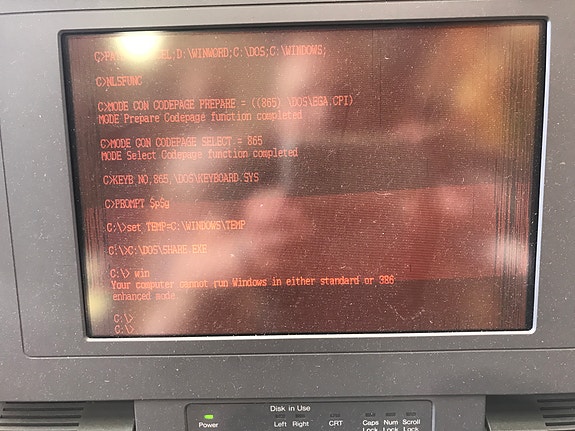 C>PA EL;D:\WINWORD;C:\DOS;C:\WINDOWS;
C>NLSFUNC
C>MODE CON CODEPAGE PREPARE = ((865) \DOS\EGA.CPI)
MODE Prepare Codepage function completed
C>MODE CON CODEPAGE SELECT = 865
MODE Select Codepage function completed
C>KEYB NO,865,\DOS\KEYBOARD.SYS
C>PROMPT $p$g
C:\>set TEMP=C:\WINDOWS\TEMP
C:\>C:\DOS\SHARE.EXE
C:\> win
Your computer cannot run Windows in either standard or 386
enhanced mode.
C:\>
C:\>
Disk in Use
Power Left Right CRT Caps Lock Num Lock Scroll Lock